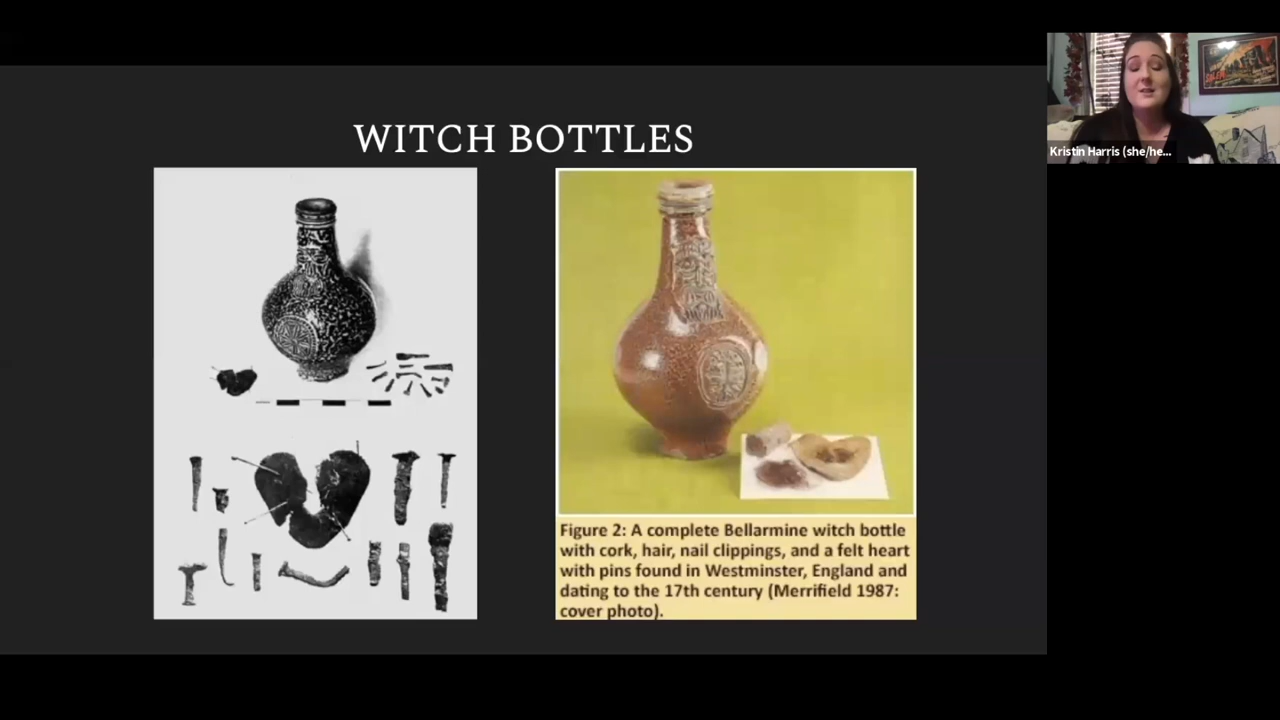 WITCH BOTTLES
Figure 2: A complete Bellarmine witch bottle
with cork, hair, nail clippings, and a felt heart
with pins found in Westminster, England and
dating to the 17th century (Merrifield 1987:
cover photo).
Kristin Harris (she/he...